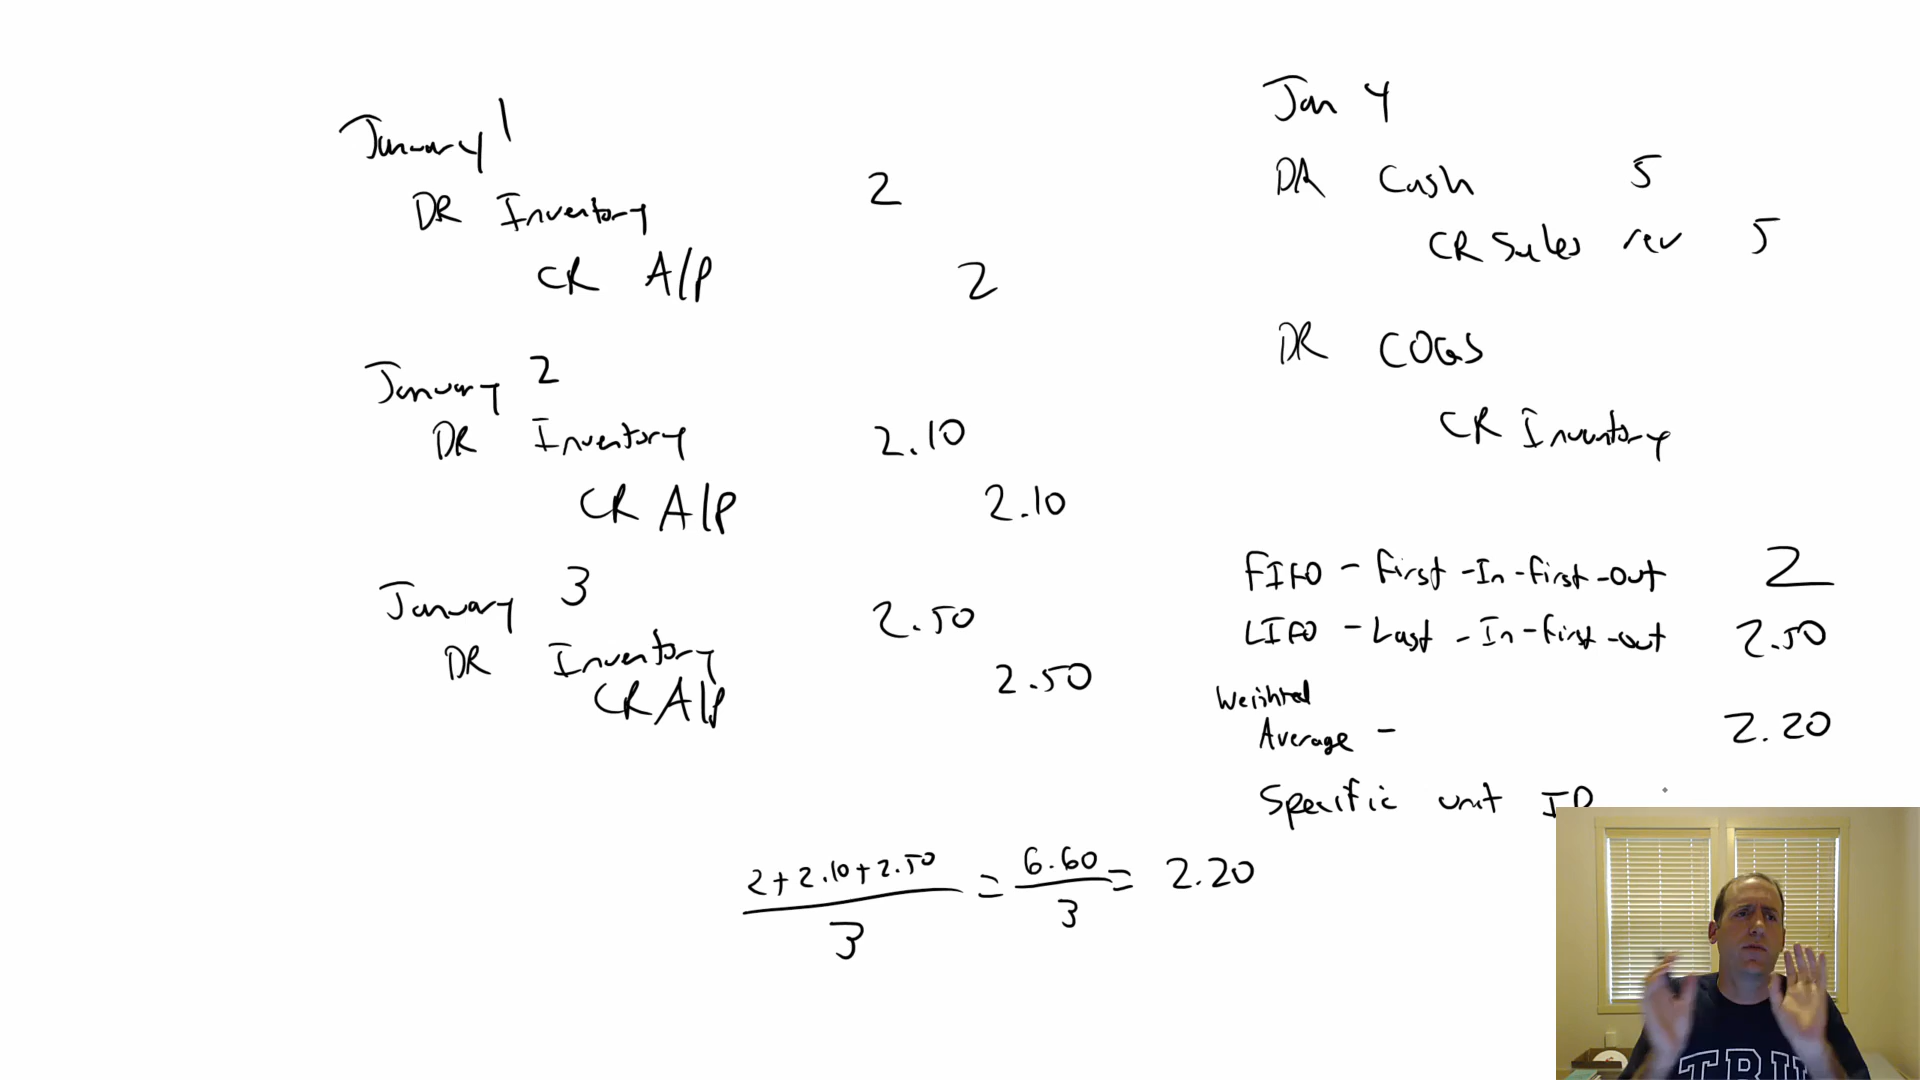 January 1
DR Inventory 2
CR A/P 2
January 2
DR Inventory 2.10
CR A/P 2.10
January 3
DR Inventory 2.50
CR A/P 2.50
2+2.10+2.50 / 3 = 6.60 / 3 = 2.20
Jan 4
DR Cash 5
CR Sales rev 5
DR COGS
CR Inventory
FIFO - First-In-first-out 2
LIFO - Last-In-first-out 2.50
Weighted
Average - 2.20
Specific unit ID